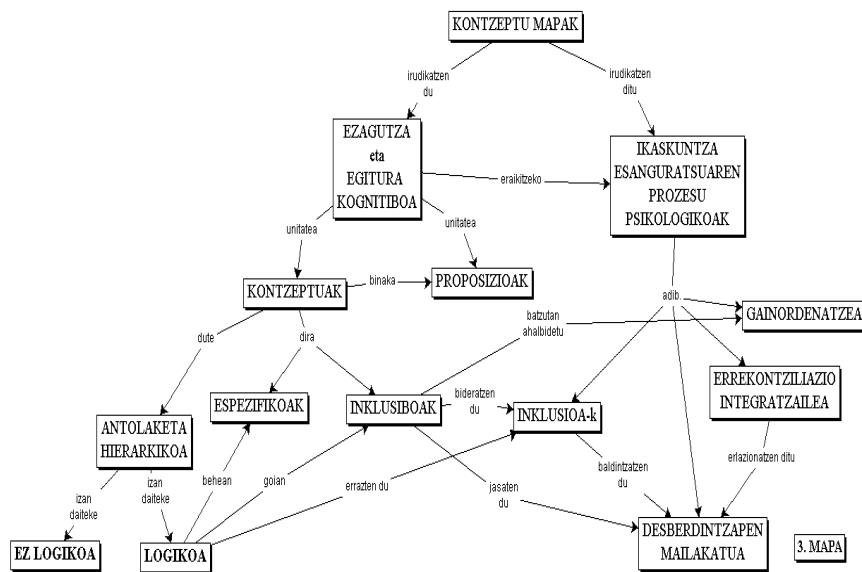 KONTZEPTU MAPAK
irudikatzen
du
irudikatzen
ditu
EZAGUTZA
eta
EGITURA
KOGNITIBOA
eraikitzeko
IKASKUNTZA
ESANGURATSUAREN
PROZESU
PSIKOLOGIKOAK
unitatea
unitatea
KONTZEPTUAK
binaka
PROPOSIZIOAK
adib.
batzutan
ahalbidetu
GAINORDENATZEA
dute
dira
ERREKONTZILIAZIO
INTEGRATZAILEA
ESPEZIFIKOAK
INKLUSIBOAK
bideratzen
du
INKLUSIOA-k
ANTOLAKETA
HIERARKIKOA
izan
daiteke
izan
daiteke
behean
goian
errazten du
jasaten
du
baldintzatzen
du
erlazionatzen ditu
EZ LOGIKOA
LOGIKOA
DESBERDINTZAPEN
MAILAKATUA
3. MAPA